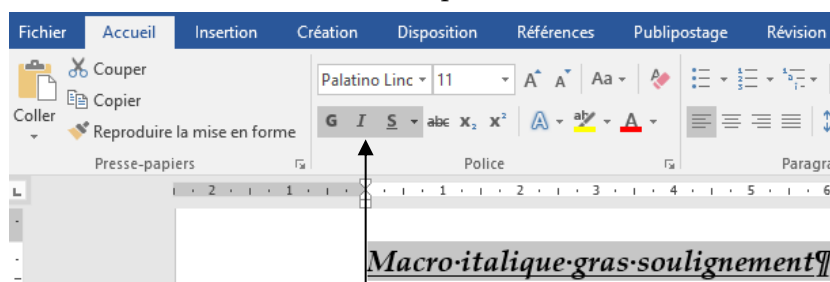 Fichier Accueil Insertion Création Disposition Références Publipostage Révision
Couper
Copier
Coller
Reproduire la mise en forme
Palatino Linc 11 A A Aa
G I S abc X₂ X² A ab A
Presse-papiers Police Paragra
2 1 1 2 3 4 5 6
Macro·italique·gras·soulignement¶